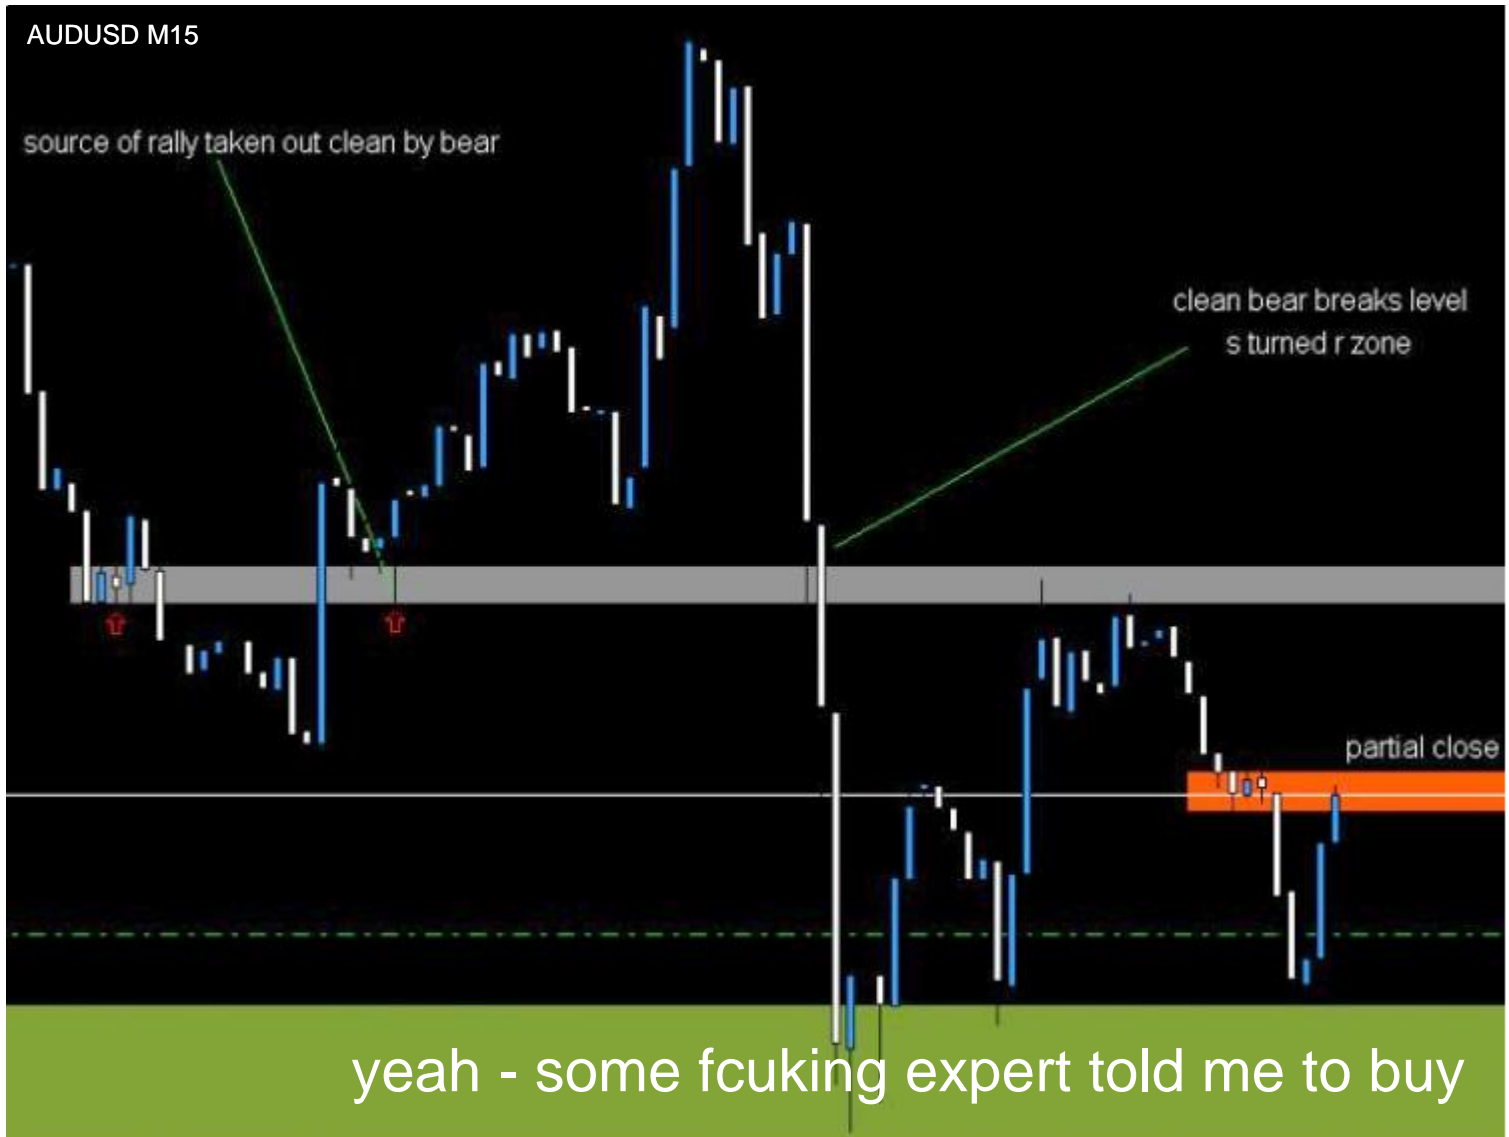 AUDUSD M15
source of rally taken out clean by bear
clean bear breaks level
s turned r zone
partial close
yeah - some fcuking expert told me to buy